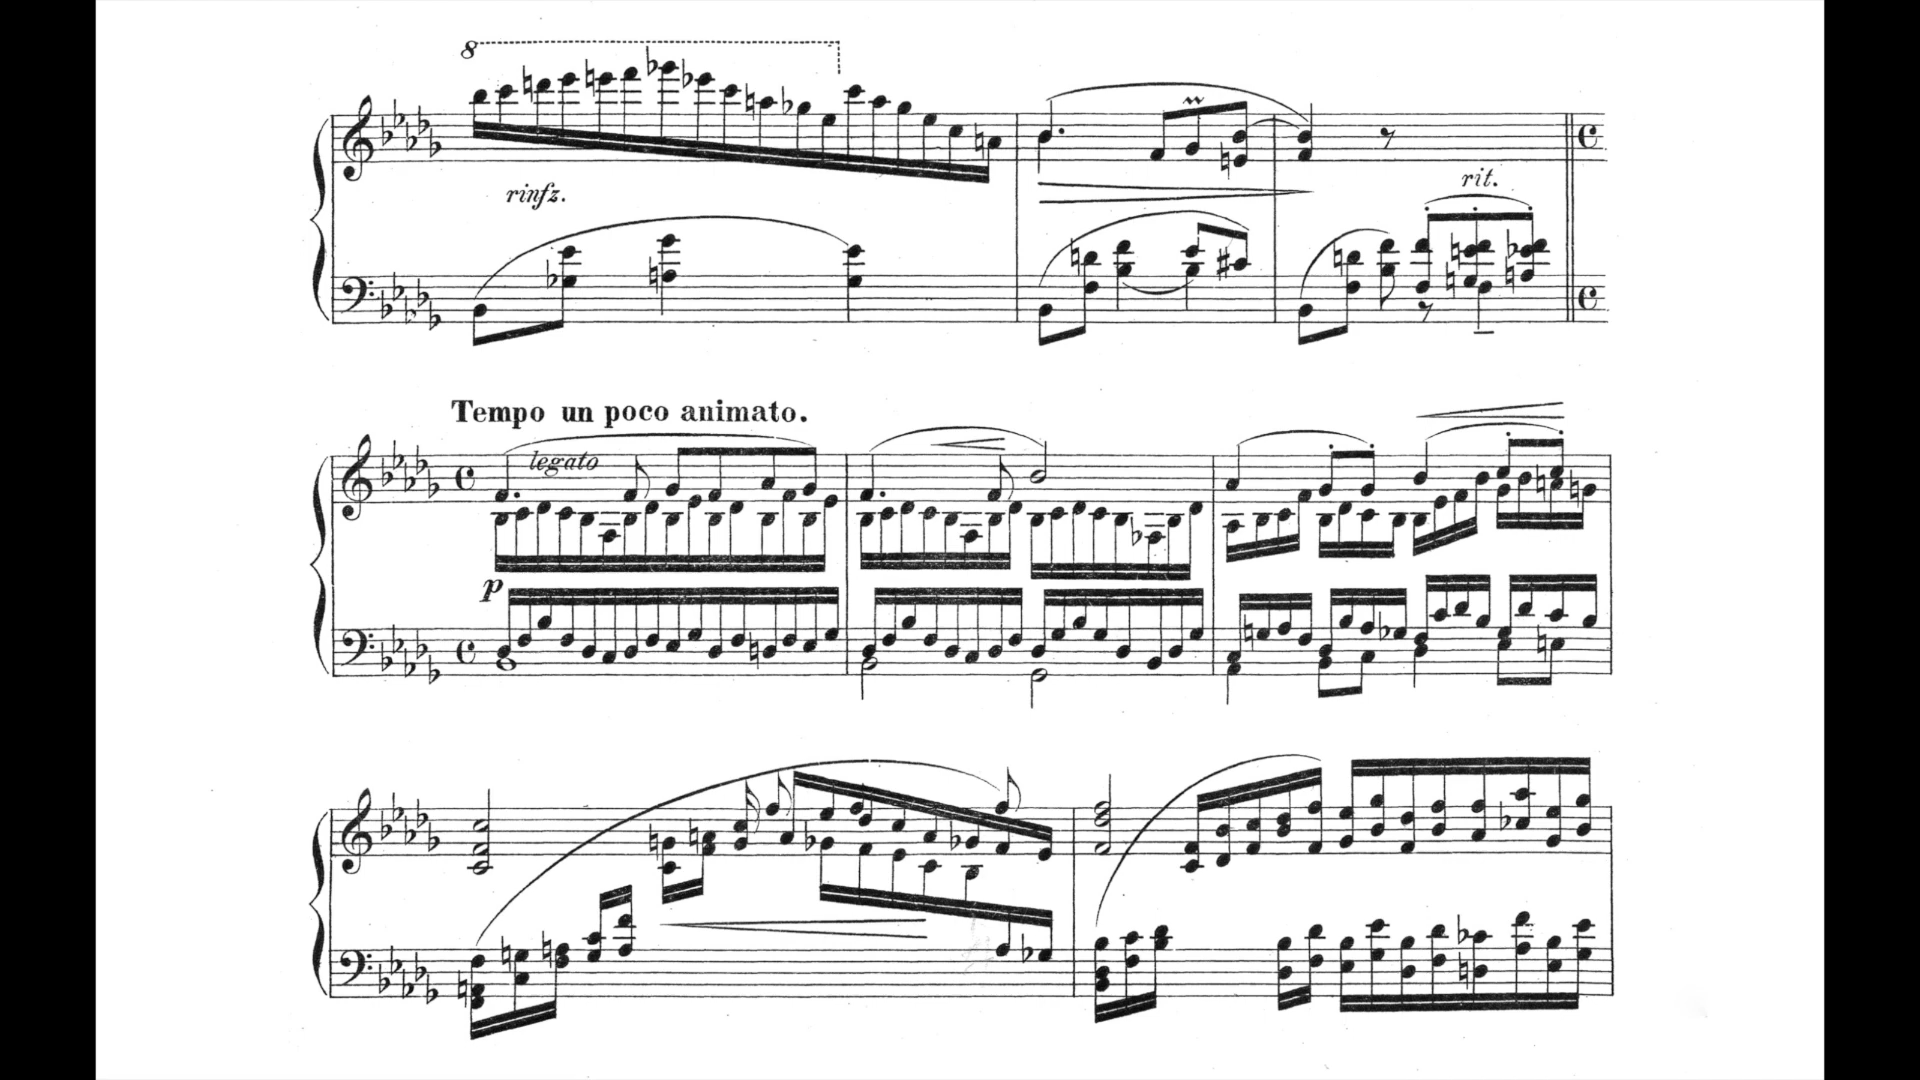 8
rinfz.
rit.
Tempo un poco animato.
legato
p